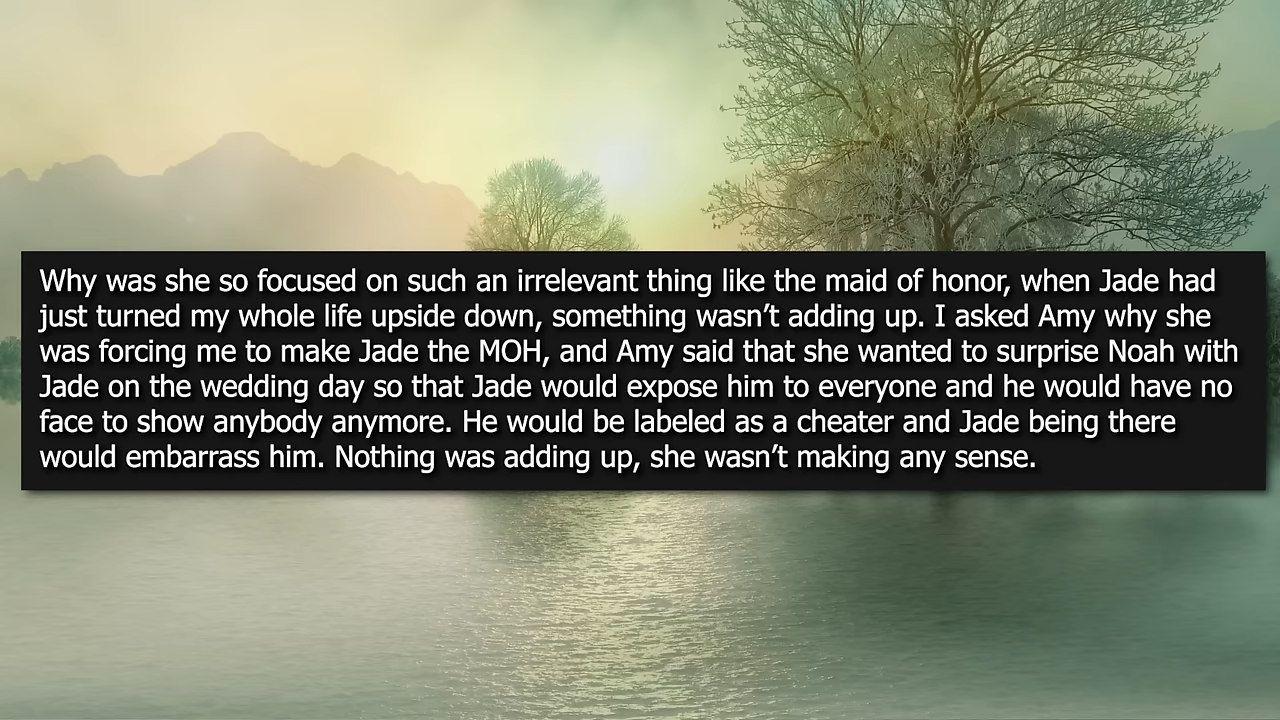 Why was she so focused on such an irrelevant thing like the maid of honor, when Jade had
just turned my whole life upside down, something wasn’t adding up. I asked Amy why she
was forcing me to make Jade the MOH, and Amy said that she wanted to surprise Noah with
Jade on the wedding day so that Jade would expose him to everyone and he would have no
face to show anybody anymore. He would be labeled as a cheater and Jade being there
would embarrass him. Nothing was adding up, she wasn’t making any sense.